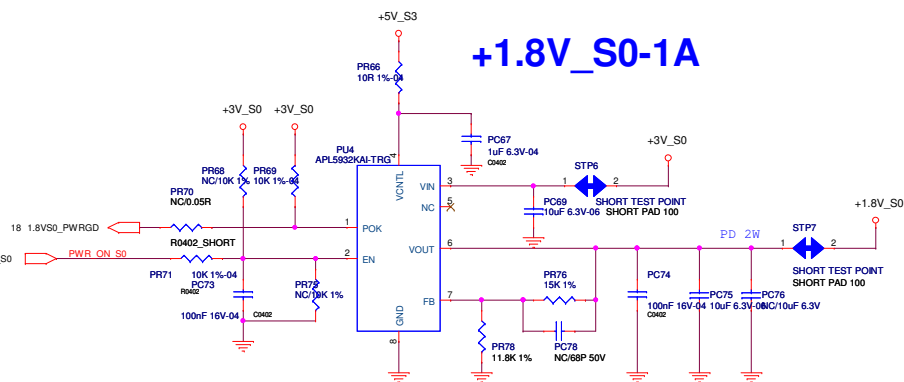 +1.8V_S0-1A
+5V_S3
PR66
10R 1%-04
+3V_S0
+3V_S0
PC67
1uF 6.3V-04
C0402
+3V_S0
PU4
APL5932KAI-TRG
PR68
NC/10K 1%
PR69
10K 1%-04
4
VCNTL
STP6
1
2
SHORT TEST POINT
SHORT PAD 100
PR70
NC/0.05R
VIN
3
NC
5
PC69
10uF 6.3V-06
+1.8V_S0
18 1.8VS0_PWRGD
1
POK
R0402_SHORT
VOUT
6
PD 2W
STP7
1
2
SHORT TEST POINT
SHORT PAD 100
S0
PWR_ON_S0
2
EN
PR71
10K 1%-04
R0402
PC73
100nF 16V-04
C0402
NC/10K 1%
FB
7
PR76
15K 1%
PC74
100nF 16V-04
C0402
PC75
10uF 6.3V-06
PC76
NC/10uF 6.3V
GND
8
PR78
11.8K 1%
PC78
NC/68P 50V